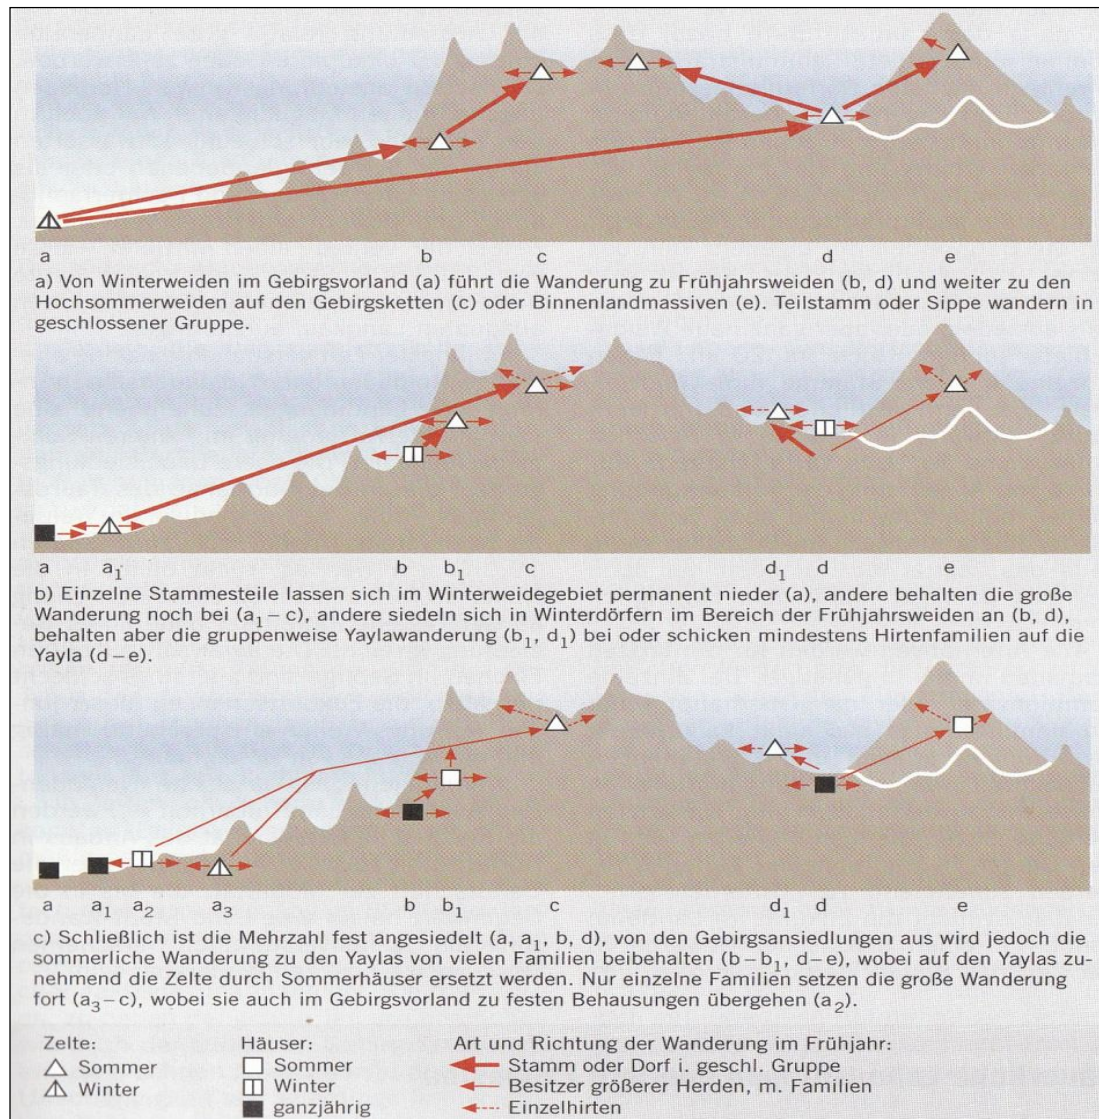 a b c d e
a) Von Winterweiden im Gebirgsvorland (a) führt die Wanderung zu Frühjahrsweiden (b, d) und weiter zu den
Hochsommerweiden auf den Gebirgsketten (c) oder Binnenlandmassiven (e). Teilstamm oder Sippe wandern in
geschlossener Gruppe.
a a₁ b b₁ c d₁ d e
b) Einzelne Stammesteile lassen sich im Winterweidegebiet permanent nieder (a), andere behalten die große
Wanderung noch bei (a₁ – c), andere siedeln sich in Winterdörfern im Bereich der Frühjahrsweiden an (b, d),
behalten aber die gruppenweise Yaylawanderung (b₁, d₁) bei oder schicken mindestens Hirtenfamilien auf die
Yayla (d – e).
a a₁ a₂ a₃ b b₁ c d₁ d e
c) Schließlich ist die Mehrzahl fest angesiedelt (a, a₁, b, d), von den Gebirgsansiedlungen aus wird jedoch die
sommerliche Wanderung zu den Yaylas von vielen Familien beibehalten (b – b₁, d – e), wobei auf den Yaylas zu-
nehmend die Zelte durch Sommerhäuser ersetzt werden. Nur einzelne Familien setzen die große Wanderung
fort (a₃ – c), wobei sie auch im Gebirgsvorland zu festen Behausungen übergehen (a₂).
Zelte: Häuser: Art und Richtung der Wanderung im Frühjahr:
Sommer Sommer Stamm oder Dorf i. geschl. Gruppe
Winter Winter Besitzer größerer Herden, m. Familien
ganzjährig Einzelhirten